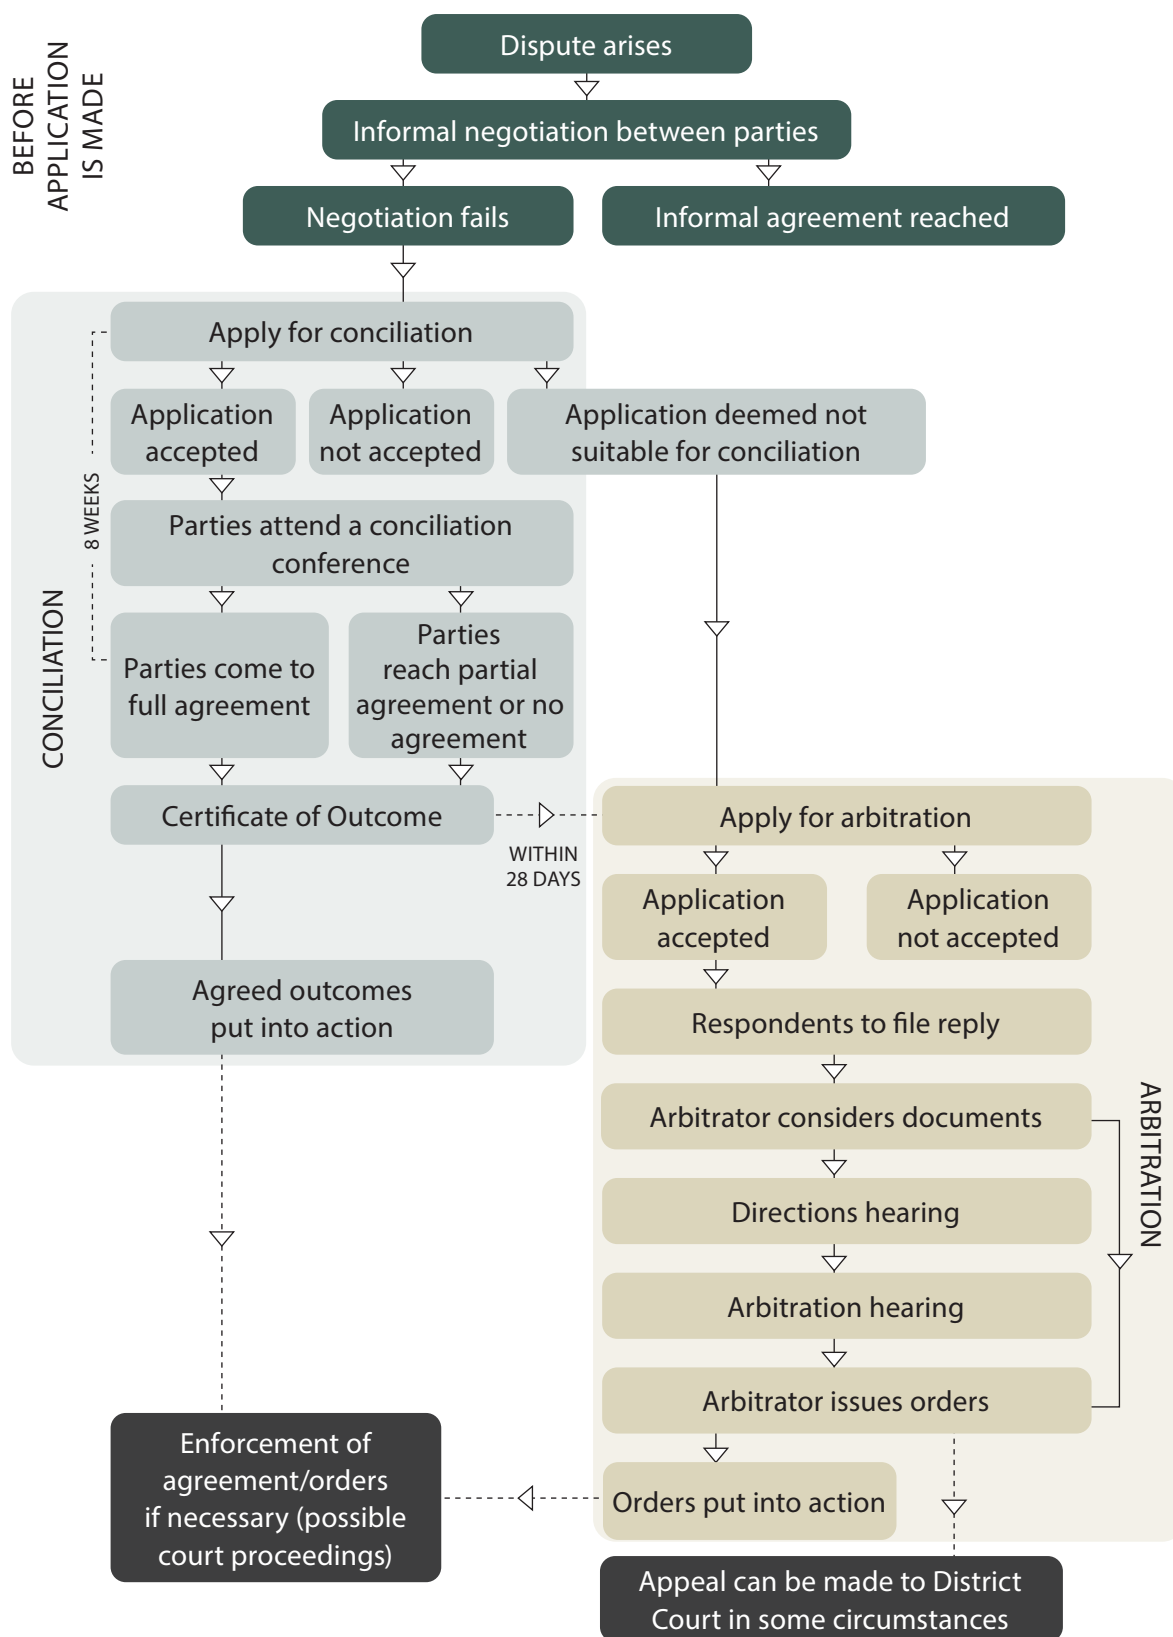 BEFORE
APPLICATION
IS MADE
Dispute arises
Informal negotiation between parties
Negotiation fails
Informal agreement reached
CONCILIATION
8 WEEKS
Apply for conciliation
Application
accepted
Application
not accepted
Application deemed not
suitable for conciliation
Parties attend a conciliation
conference
Parties come to
full agreement
Parties
reach partial
agreement or no
agreement
Certificate of Outcome
WITHIN
28 DAYS
Agreed outcomes
put into action
ARBITRATION
Apply for arbitration
Application
accepted
Application
not accepted
Respondents to file reply
Arbitrator considers documents
Directions hearing
Arbitration hearing
Arbitrator issues orders
Orders put into action
Enforcement of
agreement/orders
if necessary (possible
court proceedings)
Appeal can be made to District
Court in some circumstances